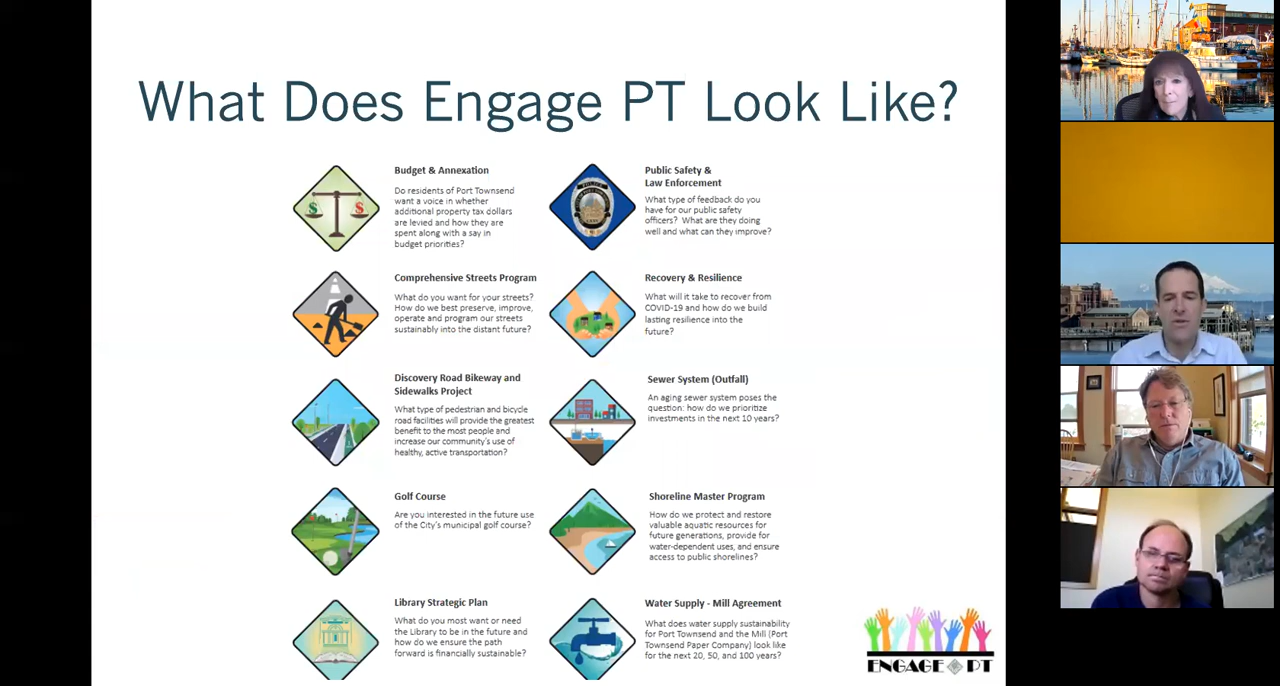 What Does Engage PT Look Like?
Budget & Annexation
Do residents of Port Townsend
want a voice in whether
additional property tax dollars
are levied and how they are
spent along with a say in
budget priorities?
Public Safety &
Law Enforcement
What type of feedback do you
have for our public safety
officers? What are they doing
well and what can they improve?
Comprehensive Streets Program
What do you want for your streets?
How do we best preserve, improve,
operate and program our streets
sustainably into the distant future?
Recovery & Resilience
What will it take to recover from
COVID-19 and how do we build
lasting resilience into the
future?
Discovery Road Bikeway and
Sidewalks Project
What type of pedestrian and bicycle
road facilities will provide the greatest
benefit to the most people and
increase our community's use of
healthy, active transportation?
Sewer System (Outfall)
An aging sewer system poses the
question: how do we prioritize
investments in the next 10 years?
Golf Course
Are you interested in the future use
of the City's municipal golf course?
Shoreline Master Program
How do we protect and restore
valuable aquatic resources for
future generations, provide for
water-dependent uses, and ensure
access to public shorelines?
Library Strategic Plan
What do you most want or need
the Library to be in the future and
how do we ensure the path
forward is financially sustainable?
Water Supply - Mill Agreement
What does water supply sustainability
for Port Townsend and the Mill (Port
Townsend Paper Company) look like
for the next 20, 50, and 100 years?
ENGAGE PT